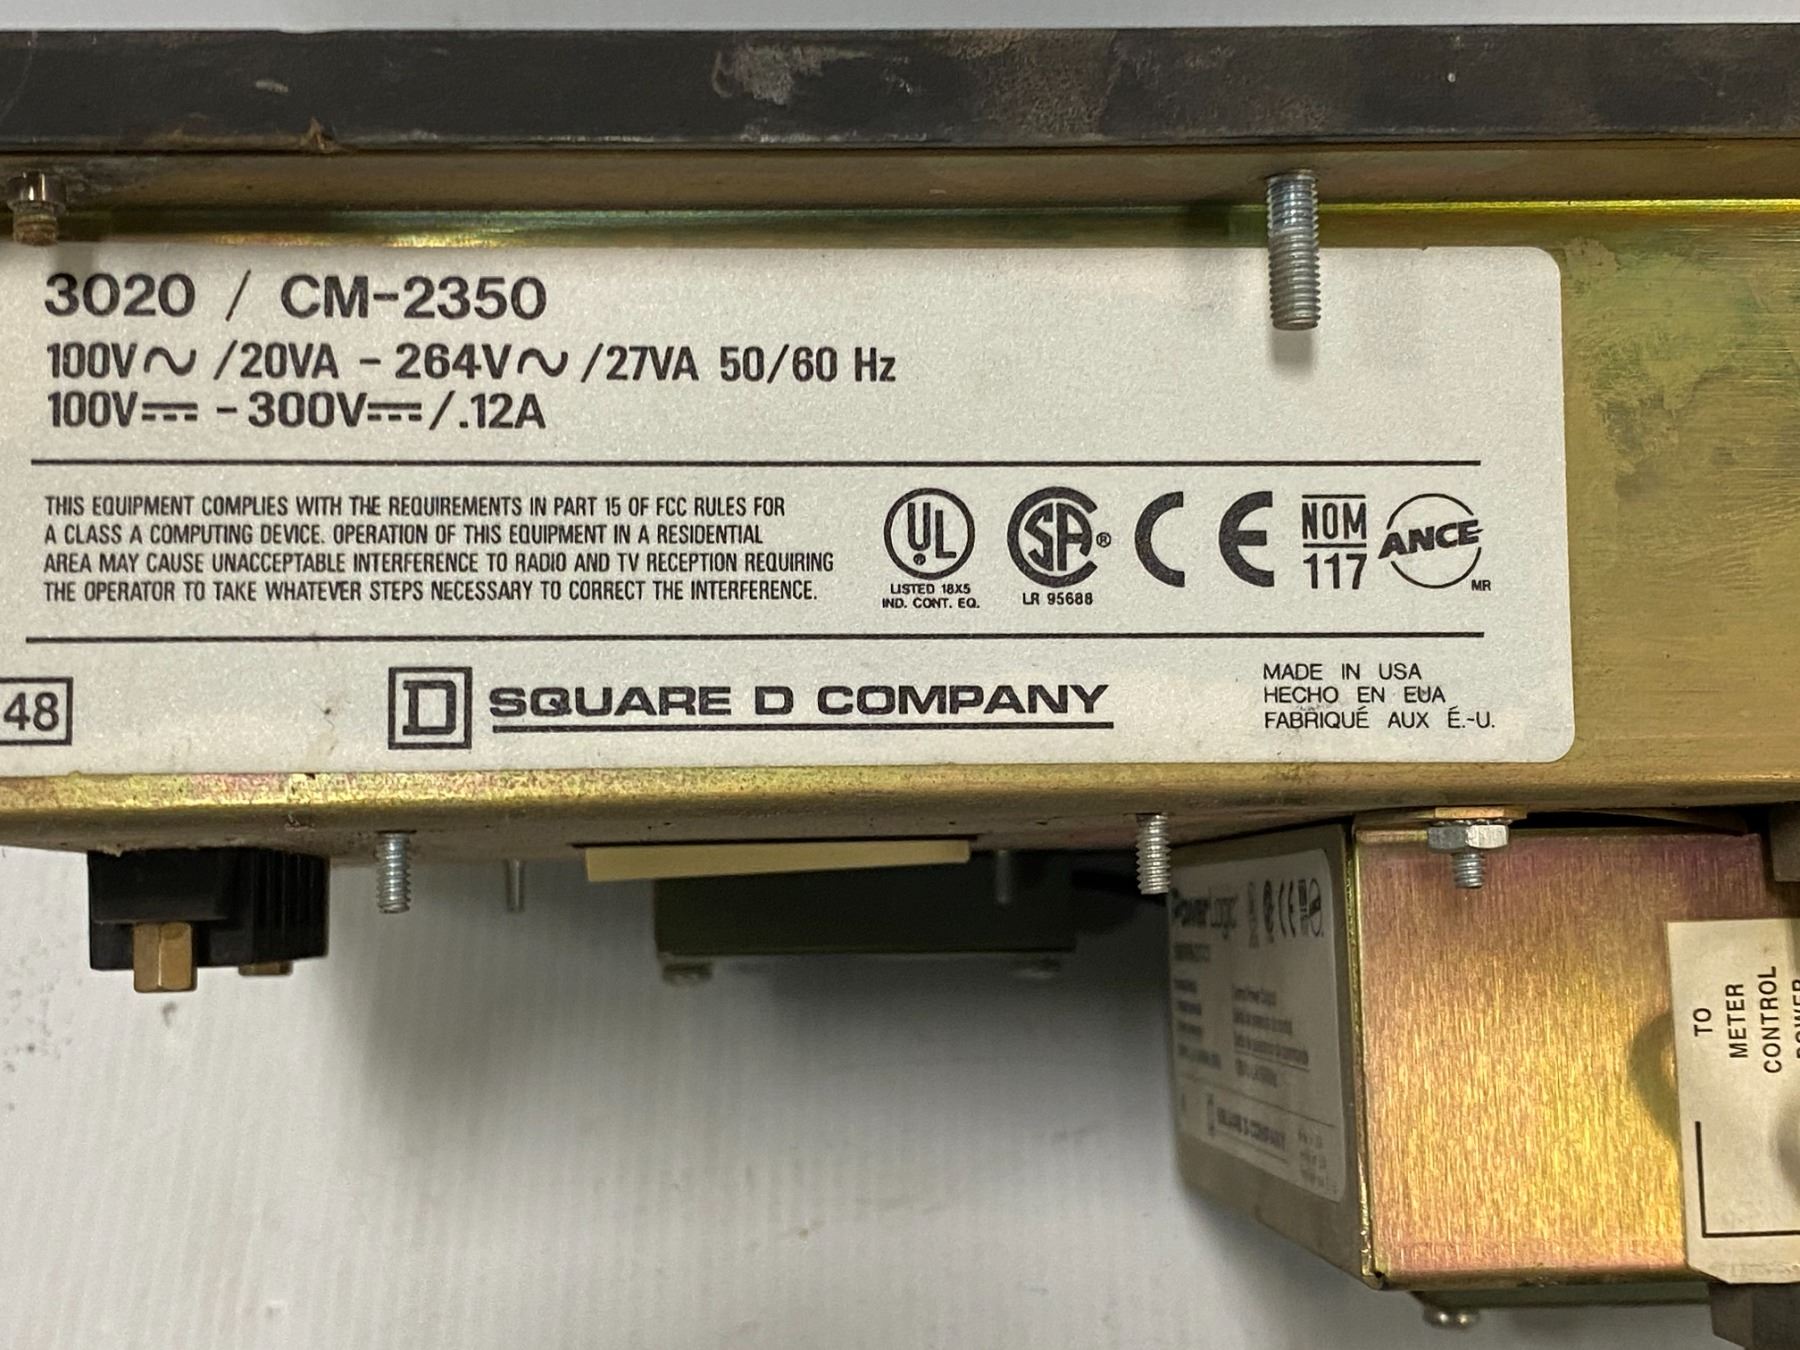 3020 / CM-2350
100V∿ /20VA - 264V∿ /27VA 50/60 Hz
100V⎓ -300V⎓ /.12A
THIS EQUIPMENT COMPLIES WITH THE REQUIREMENTS IN PART 15 OF FCC RULES FOR
A CLASS A COMPUTING DEVICE. OPERATION OF THIS EQUIPMENT IN A RESIDENTIAL
AREA MAY CAUSE UNACCEPTABLE INTERFERENCE TO RADIO AND TV RECEPTION REQUIRING
THE OPERATOR TO TAKE WHATEVER STEPS NECESSARY TO CORRECT THE INTERFERENCE.
UL
LISTED 18X5
IND. CONT. EQ.
SA®
LR 95688
CE
NOM
117
ANCE
MR
48
D SQUARE D COMPANY
MADE IN USA
HECHO EN EUA
FABRIQUÉ AUX É.-U.
PowerLogic
SQUARE D COMPANY
TO
METER
CONTROL
POWER